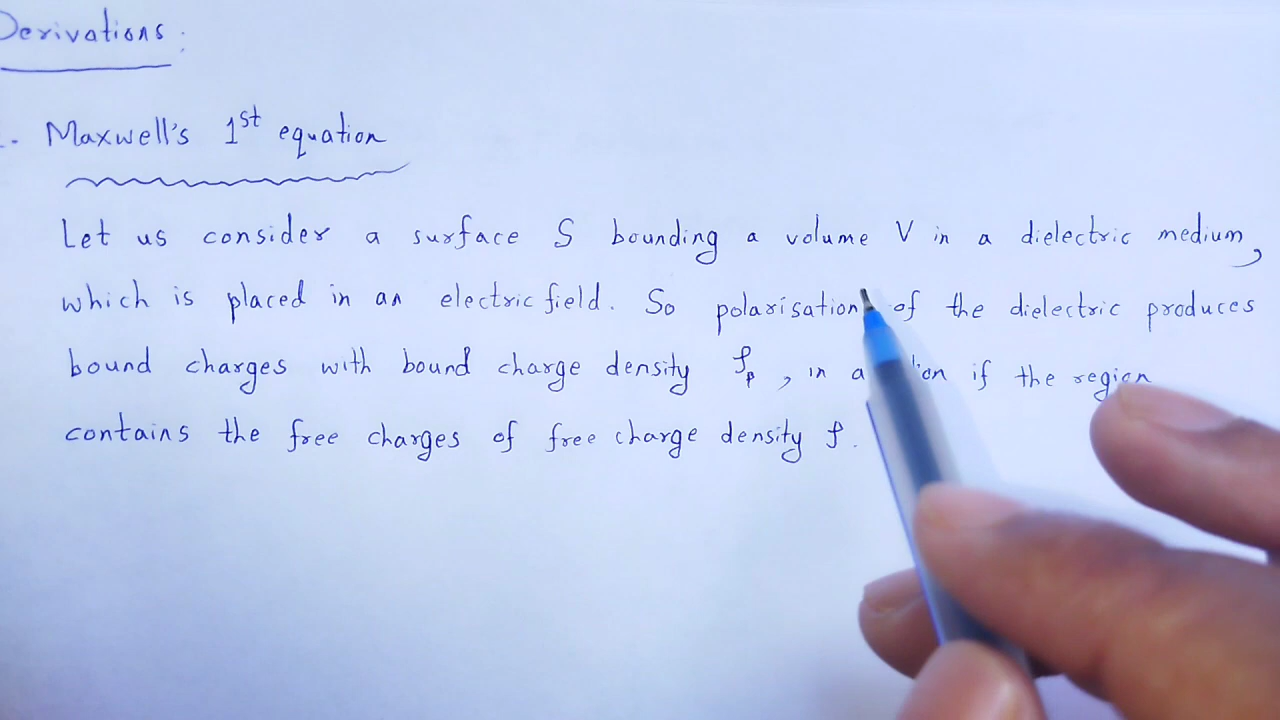 Derivations:
. Maxwell's 1st equation
Let us consider a surface S bounding a volume V in a dielectric medium,
which is placed in an electric field. So polarisation of the dielectric produces
bound charges with bound charge density ρp, in if the region
contains the free charges of free charge density ρ.